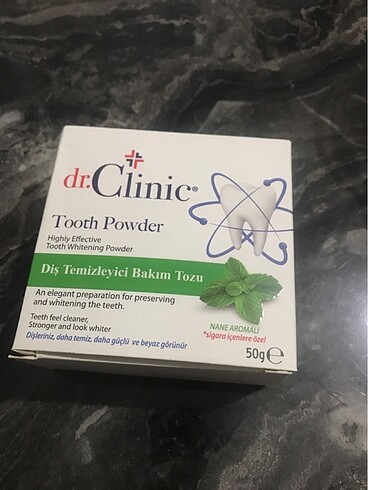 dr.Clinic®
Tooth Powder
Highly Effective
Tooth Whitening Powder
Diş Temizleyici Bakım Tozu
An elegant preparation for preserving
and whitening the teeth.
Teeth feel cleaner,
Stronger and look whiter
Dişleriniz, daha temiz, daha güçlü ve beyaz görünür
NANE AROMALI
*sigara içenlere özel
50g℮